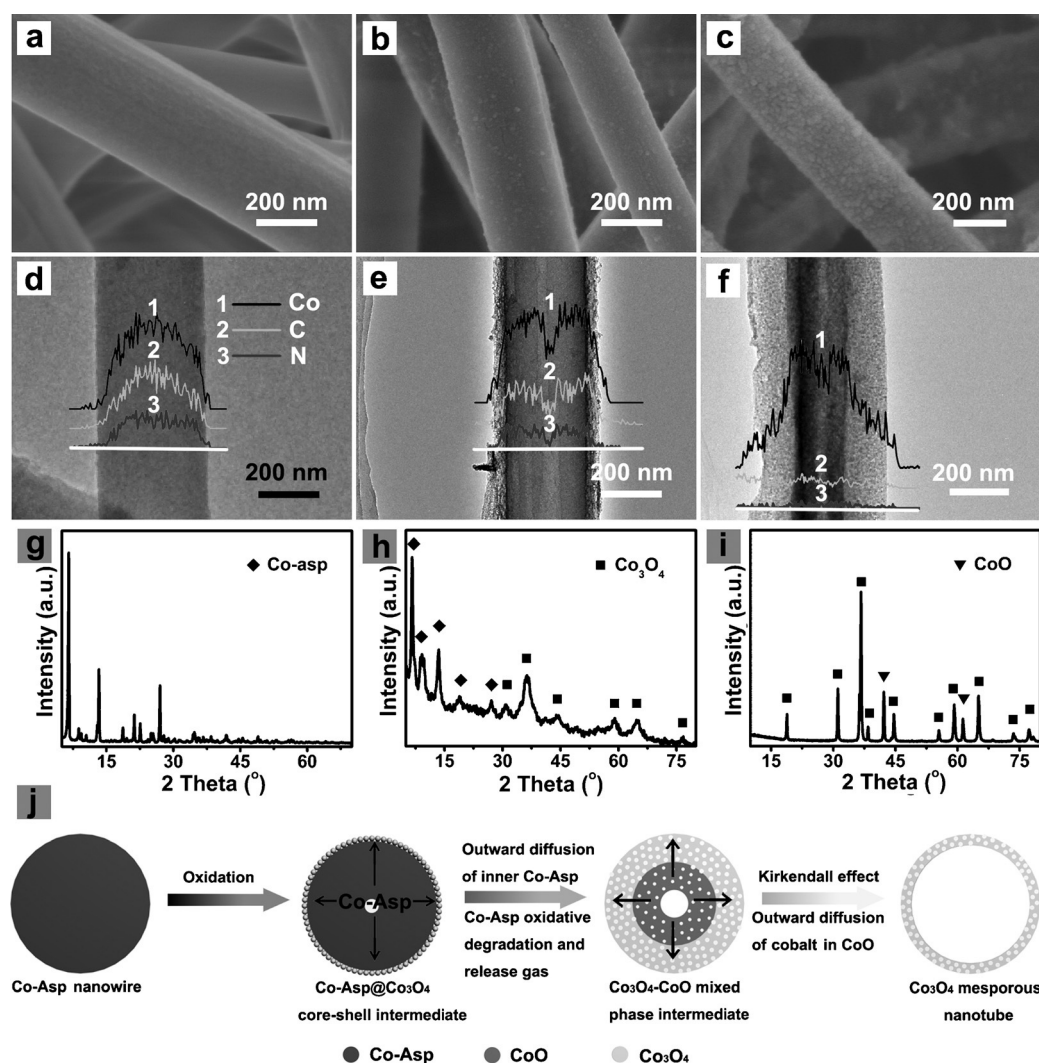 a
b
c
200 nm
200 nm
200 nm
d
e
f
1
2
3
1 Co
2 C
3 N
200 nm
1
2
3
200 nm
1
2
3
200 nm
g
h
i
Co-asp
Co₃O₄
CoO
Intensity (a.u.)
Intensity (a.u.)
Intensity (a.u.)
15 30 45 60
15 30 45 60 75
15 30 45 60 75
2 Theta (°)
2 Theta (°)
2 Theta (°)
j
Oxidation
Co-Asp
Outward diffusion
of inner Co-Asp
Co-Asp oxidative
degradation and
release gas
Kirkendall effect
Outward diffusion
of cobalt in CoO
Co-Asp nanowire
Co-Asp@Co₃O₄
core-shell intermediate
Co₃O₄-CoO mixed
phase intermediate
Co₃O₄ mesporous
nanotube
Co-Asp
CoO
Co₃O₄